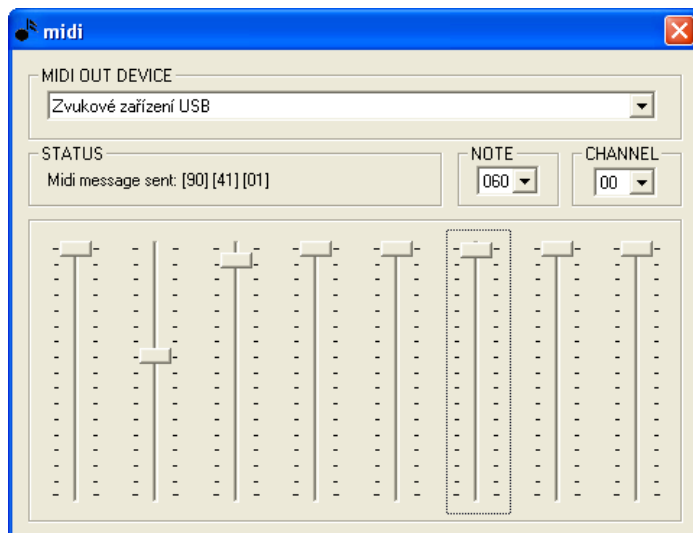 midi
MIDI OUT DEVICE
Zvukové zařízení USB
STATUS
Midi message sent: [90] [41] [01]
NOTE
060
CHANNEL
00